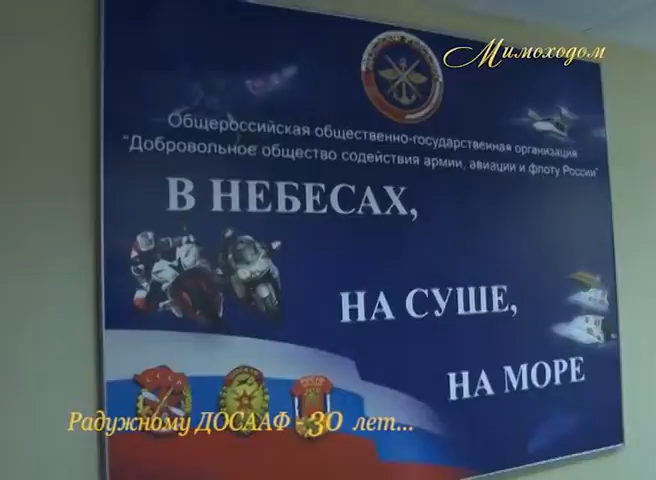 Мимоходом
Общероссийская общественно-государственная организация
"Добровольное общество содействия армии, авиации и флоту России"
В НЕБЕСАХ,
НА СУШЕ,
НА МОРЕ
Радужному ДОСААФ - 30 лет...